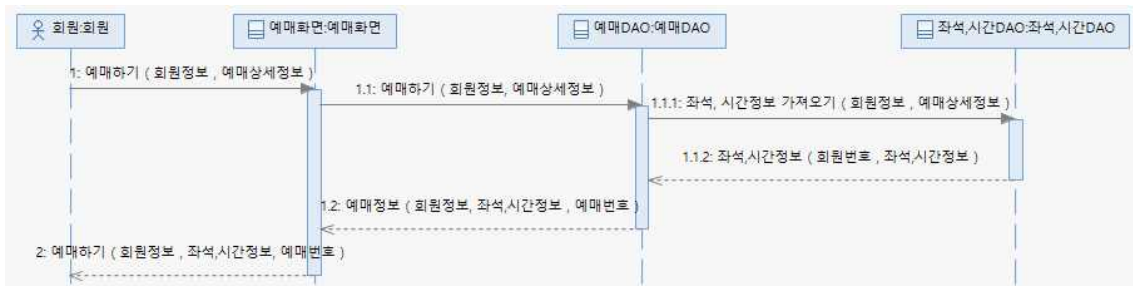 회원:회원
예매화면:예매화면
예매DAO:예매DAO
좌석,시간DAO:좌석,시간DAO
1: 예매하기 ( 회원정보 , 예매상세정보 )
1.1: 예매하기 ( 회원정보, 예매상세정보 )
1.1.1: 좌석, 시간정보 가져오기 ( 회원정보 , 예매상세정보 )
1.1.2: 좌석,시간정보 ( 회원번호 , 좌석,시간정보 )
1.2: 예매정보 ( 회원정보, 좌석,시간정보 , 예매번호 )
2: 예매하기 ( 회원정보 , 좌석,시간정보, 예매번호 )